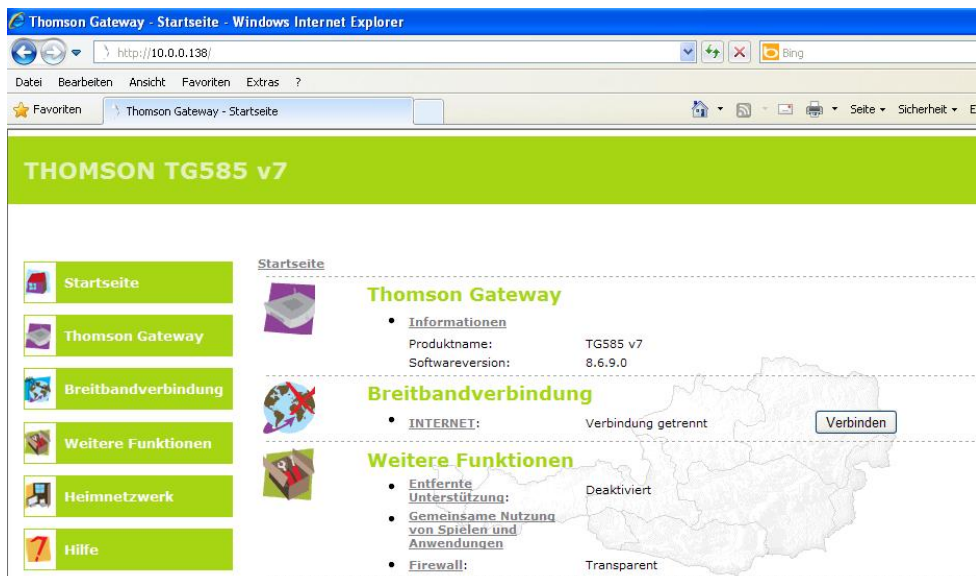 Thomson Gateway - Startseite - Windows Internet Explorer
http://10.0.0.138/
Bing
Datei Bearbeiten Ansicht Favoriten Extras ?
Favoriten
Thomson Gateway - Startseite
Seite Sicherheit E
THOMSON TG585 v7
Startseite
Thomson Gateway
Breitbandverbindung
Weitere Funktionen
Heimnetzwerk
Hilfe
Startseite
Thomson Gateway
Informationen
Produktname: TG585 v7
Softwareversion: 8.6.9.0
Breitbandverbindung
INTERNET: Verbindung getrennt Verbinden
Weitere Funktionen
Entfernte
Unterstützung: Deaktiviert
Gemeinsame Nutzung
von Spielen und
Anwendungen
Firewall: Transparent